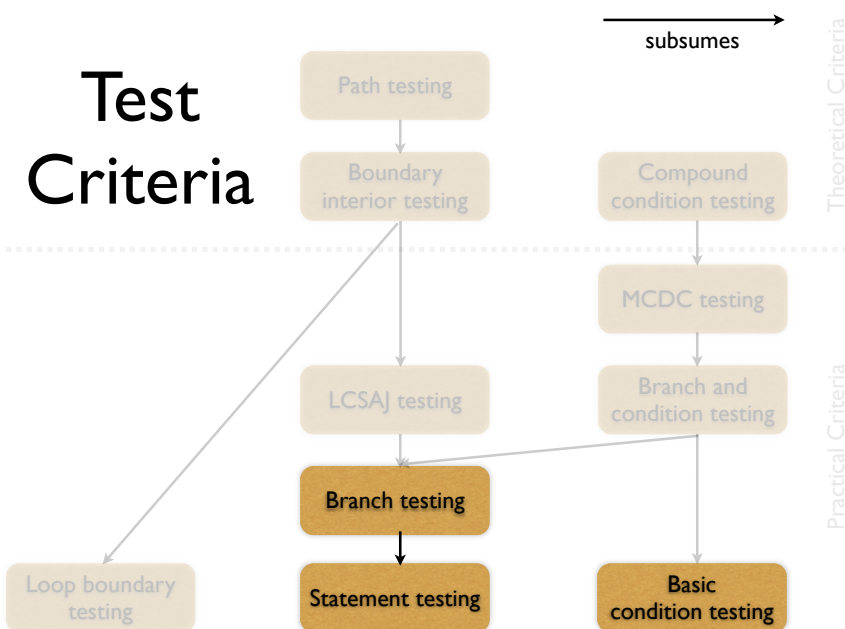 subsumes
Test
Criteria
Theoretical Criteria
Path testing
Boundary
interior testing
Compound
condition testing
MCDC testing
LCSAJ testing
Branch and
condition testing
Practical Criteria
Branch testing
Loop boundary
testing
Statement testing
Basic
condition testing